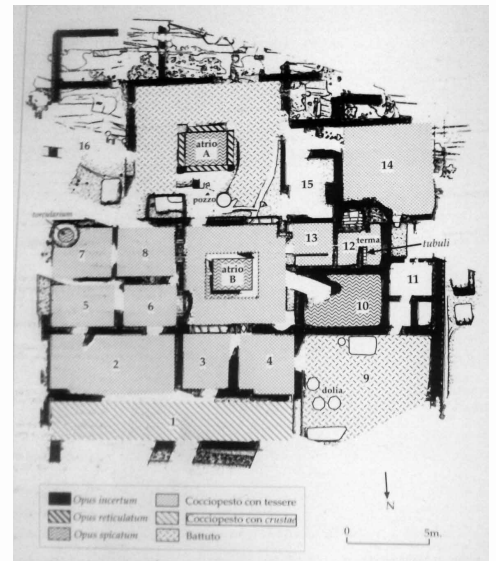 atrio
A
16
14
15
pozzo
torcularium
7
8
13
12
terma
tubuli
atrio
B
11
5
6
10
2
3
4
9
dolia
1
N
Opus incertum
Cocciopesto con tessere
Opus reticulatum
Cocciopesto con crustae
Opus spicatum
Battuto
0
5m.